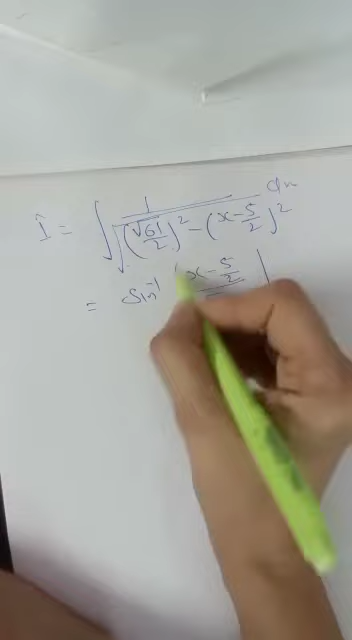 I = ∫ 1/√((√61/2)² - (x-5/2)²) dx
= sin⁻¹ (x-5/2